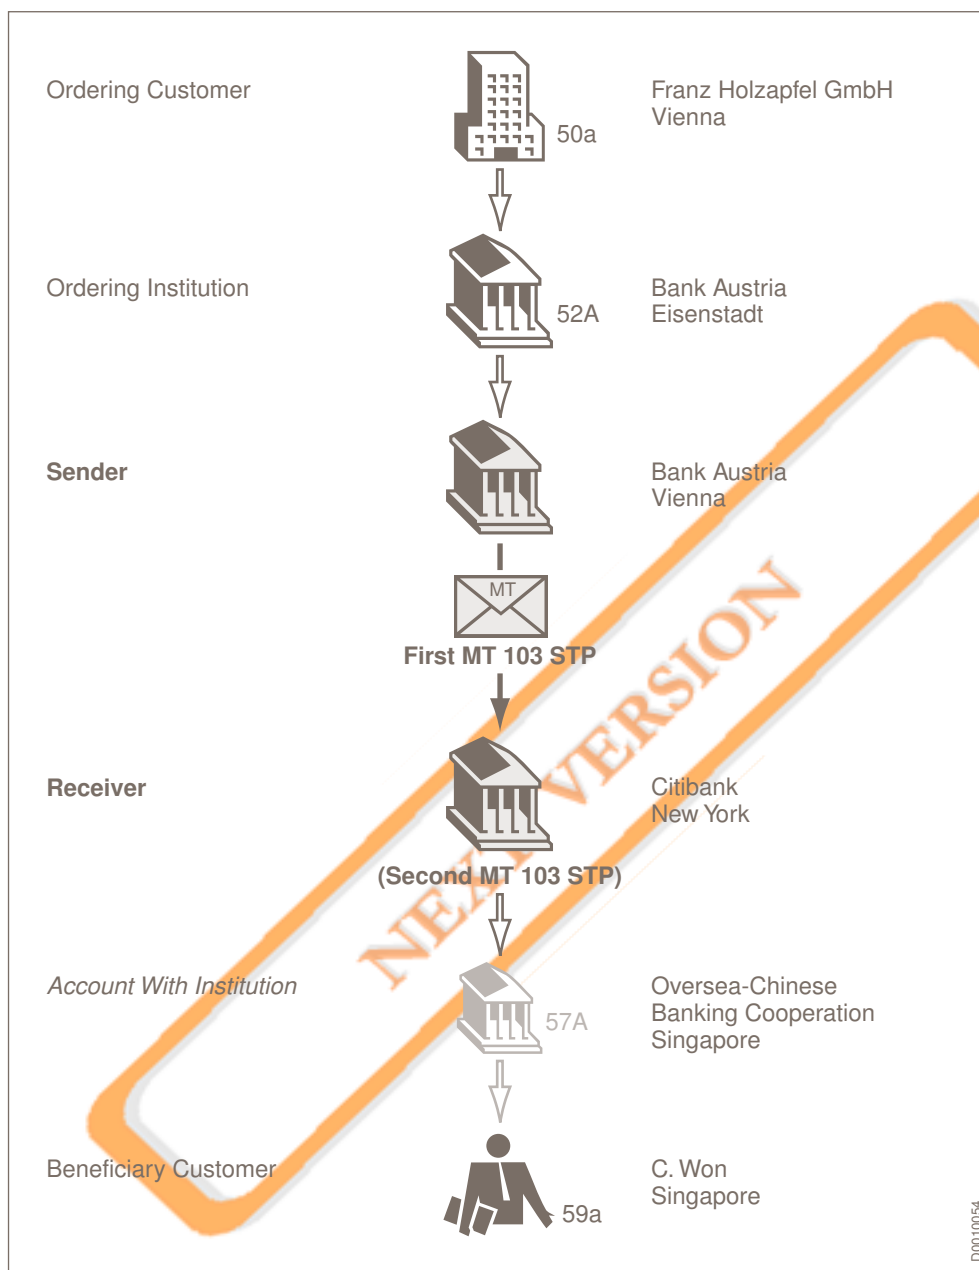 Ordering Customer
50a
Franz Holzapfel GmbH
Vienna
Ordering Institution
52A
Bank Austria
Eisenstadt
Sender
Bank Austria
Vienna
MT
First MT 103 STP
Receiver
Citibank
New York
(Second MT 103 STP)
Account With Institution
57A
Oversea-Chinese
Banking Cooperation
Singapore
Beneficiary Customer
59a
C. Won
Singapore
NEXT VERSION
D0010054